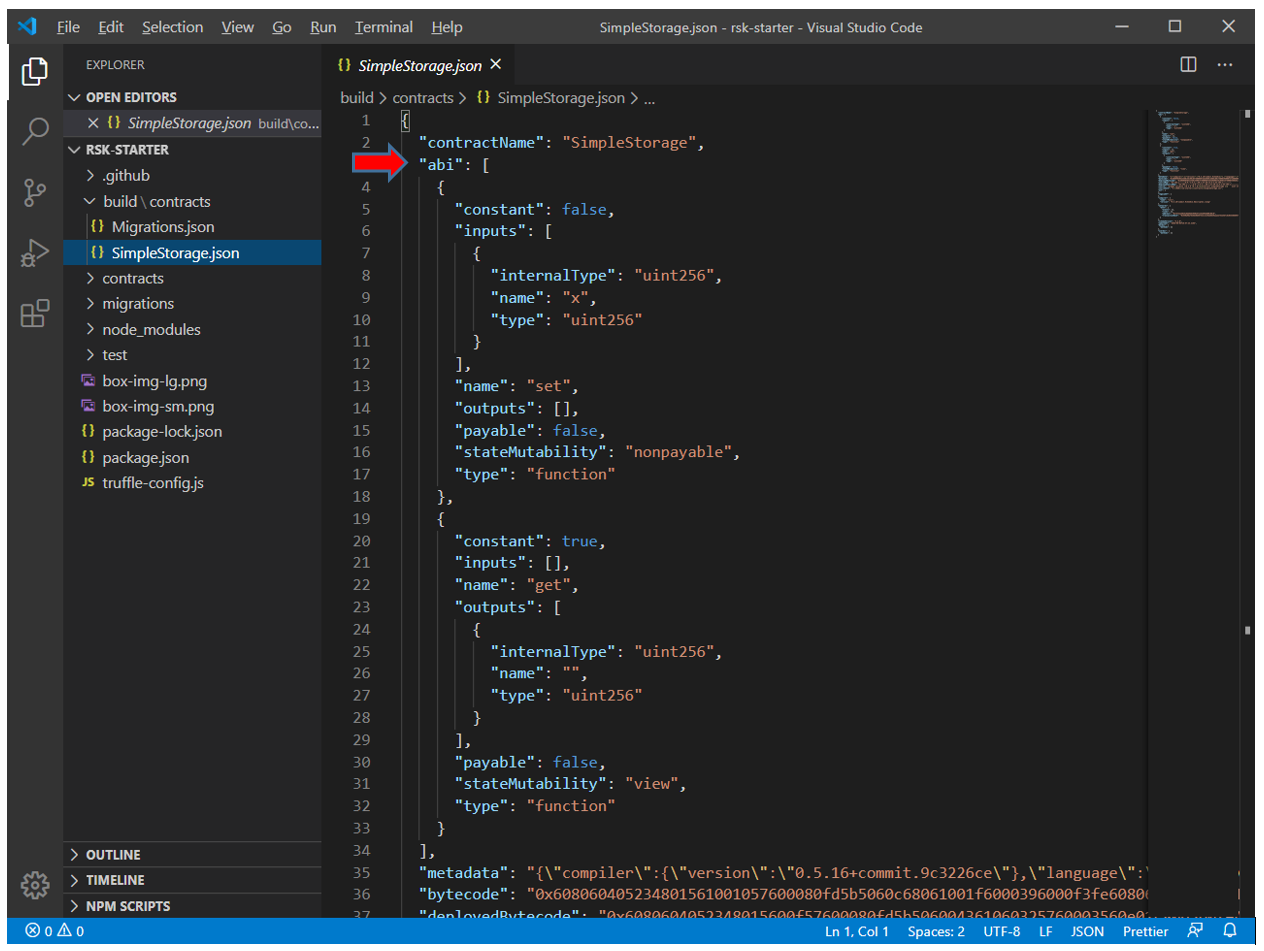 File Edit Selection View Go Run Terminal Help SimpleStorage.json - rsk-starter - Visual Studio Code
EXPLORER
OPEN EDITORS
{} SimpleStorage.json build\co...
RSK-STARTER
.github
build \ contracts
{} Migrations.json
{} SimpleStorage.json
contracts
migrations
node_modules
test
box-img-lg.png
box-img-sm.png
{} package-lock.json
{} package.json
JS truffle-config.js
OUTLINE
TIMELINE
NPM SCRIPTS
{} SimpleStorage.json
build > contracts > {} SimpleStorage.json > ...
1 {
2 "contractName": "SimpleStorage",
"abi": [
4 {
5 "constant": false,
6 "inputs": [
7 {
8 "internalType": "uint256",
9 "name": "x",
10 "type": "uint256"
11 }
12 ],
13 "name": "set",
14 "outputs": [],
15 "payable": false,
16 "stateMutability": "nonpayable",
17 "type": "function"
18 },
19 {
20 "constant": true,
21 "inputs": [],
22 "name": "get",
23 "outputs": [
24 {
25 "internalType": "uint256",
26 "name": "",
27 "type": "uint256"
28 }
29 ],
30 "payable": false,
31 "stateMutability": "view",
32 "type": "function"
33 }
34 ],
35 "metadata": "{\"compiler\":{\"version\":\"0.5.16+commit.9c3226ce\"},\"language\":\
36 "bytecode": "0x608060405234801561001057600080fd5b5060c68061001f6000396000f3fe6080
37 "deployedBytecode": "0x6080604052348015600f57600080fd5b506004361060325760003560e0
0 0
Ln 1, Col 1 Spaces: 2 UTF-8 LF JSON Prettier